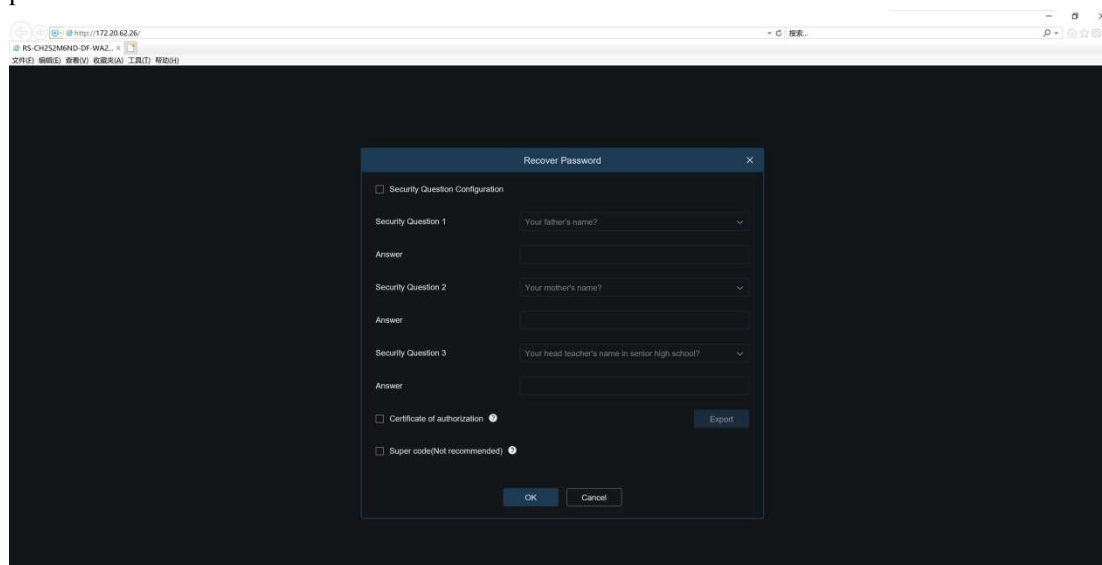 http://172.20.62.26/
搜索...
RS-CH252M6ND-DF-WA2...
文件(F) 编辑(E) 查看(V) 收藏夹(A) 工具(T) 帮助(H)
Recover Password
Security Question Configuration
Security Question 1 Your father's name?
Answer
Security Question 2 Your mother's name?
Answer
Security Question 3 Your head teacher's name in senior high school?
Answer
Certificate of authorization Export
Super code(Not recommended)
OK Cancel